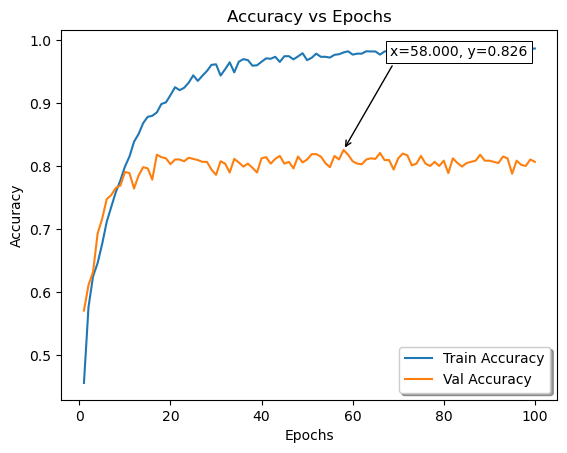 Accuracy vs Epochs
1.0
0.9
0.8
0.7
0.6
0.5
Accuracy
x=58.000, y=0.826
Train Accuracy
Val Accuracy
0
20
40
60
80
100
Epochs